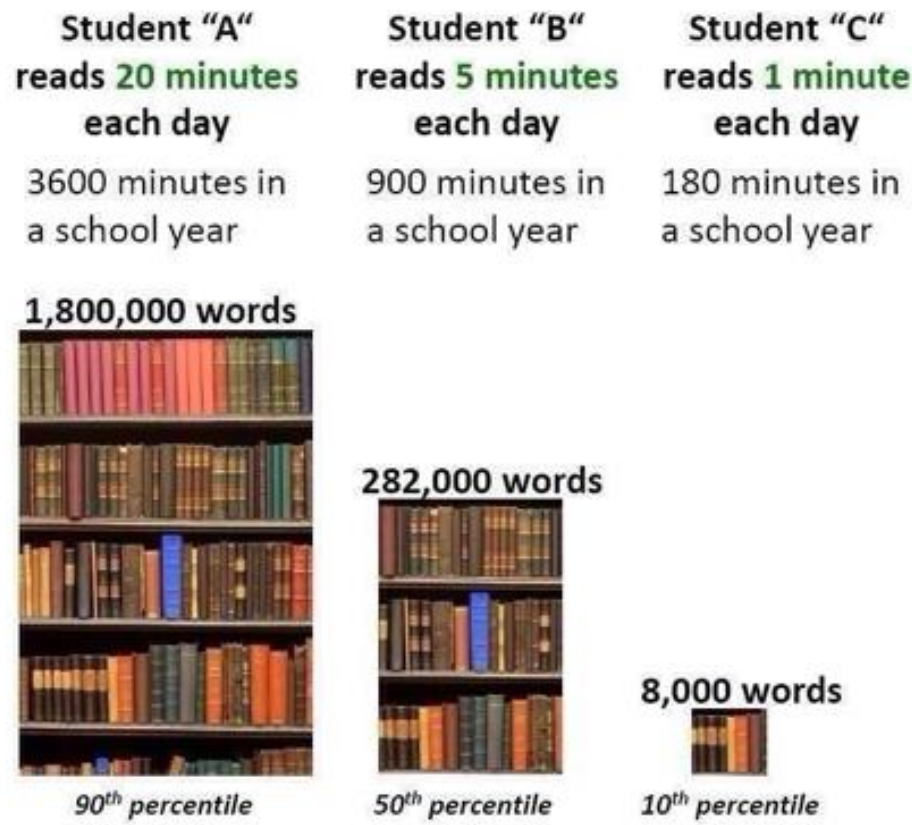 Student “A“
reads 20 minutes
each day
3600 minutes in
a school year
1,800,000 words
90th percentile
Student “B“
reads 5 minutes
each day
900 minutes in
a school year
282,000 words
50th percentile
Student “C“
reads 1 minute
each day
180 minutes in
a school year
8,000 words
10th percentile